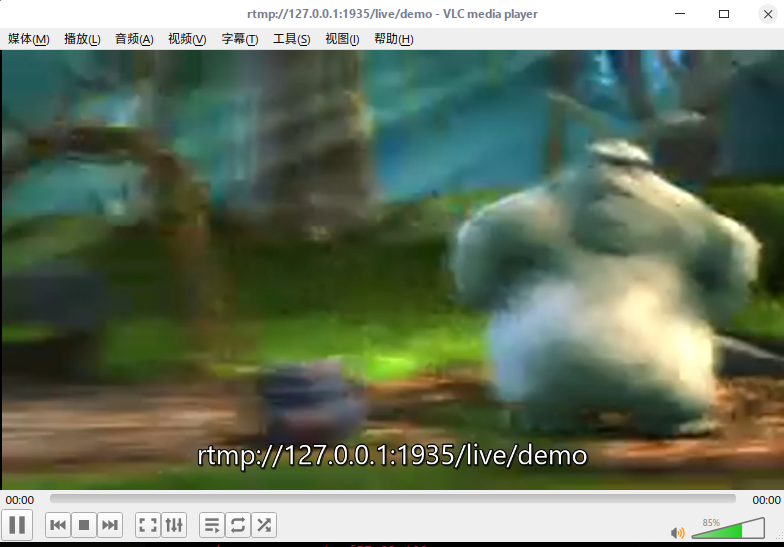 rtmp://127.0.0.1:1935/live/demo - VLC media player
媒体(M) 播放(L) 音频(A) 视频(V) 字幕(T) 工具(S) 视图(I) 帮助(H)
rtmp://127.0.0.1:1935/live/demo
00:00 00:00
85%